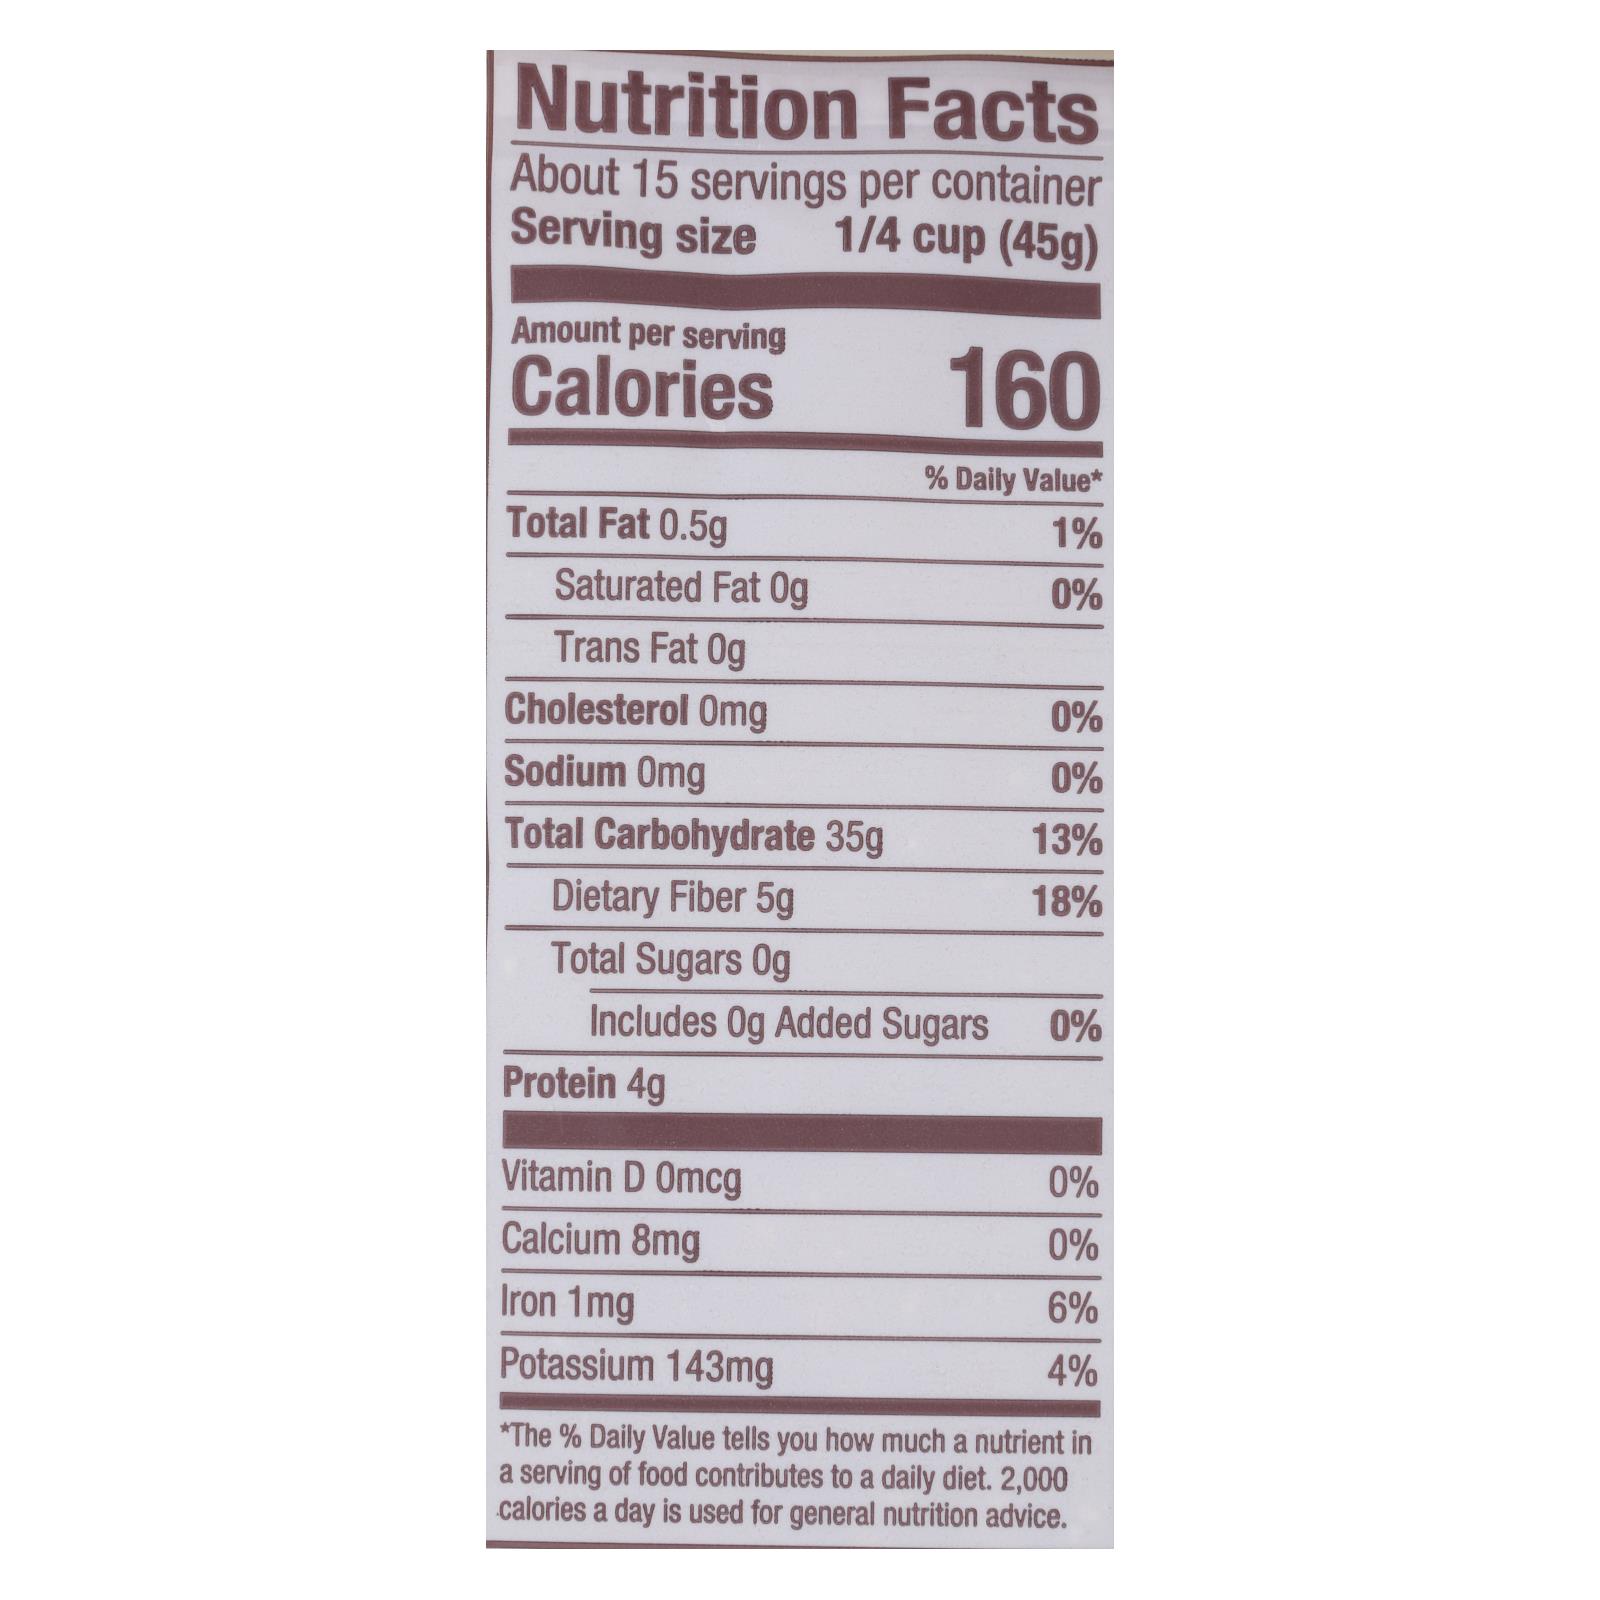 Nutrition Facts
About 15 servings per container
Serving size 1/4 cup (45g)
Amount per serving
Calories 160
% Daily Value*
Total Fat 0.5g 1%
Saturated Fat 0g 0%
Trans Fat 0g
Cholesterol 0mg 0%
Sodium 0mg 0%
Total Carbohydrate 35g 13%
Dietary Fiber 5g 18%
Total Sugars 0g
Includes 0g Added Sugars 0%
Protein 4g
Vitamin D 0mcg 0%
Calcium 8mg 0%
Iron 1mg 6%
Potassium 143mg 4%
*The % Daily Value tells you how much a nutrient in
a serving of food contributes to a daily diet. 2,000
calories a day is used for general nutrition advice.